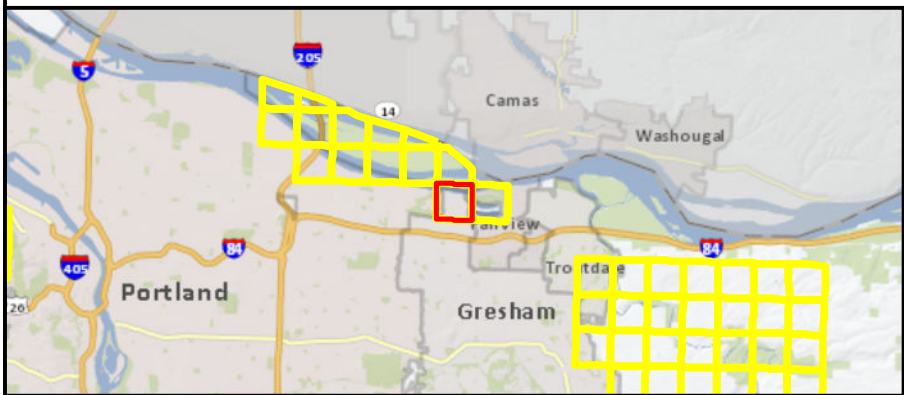 205
5
14
Camas
Washougal
Fairview
84
84
405
Troutdale
Portland
26
Gresham